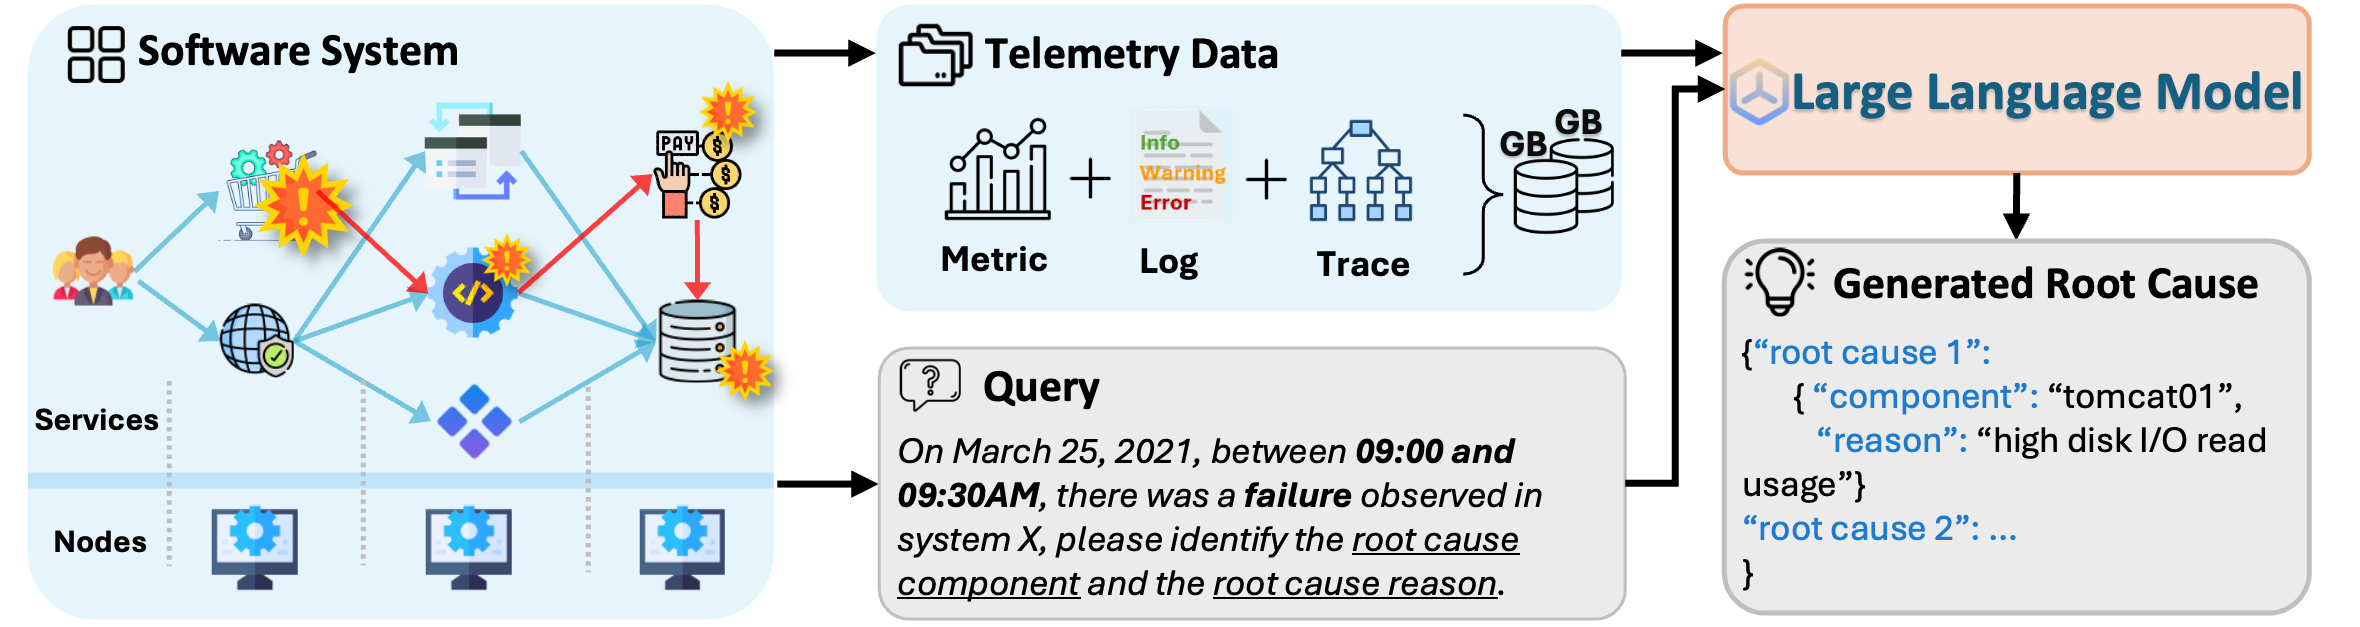 Software System
PAY
$
$
$
Services
Nodes
Telemetry Data
Info
Warning
Error
Metric
Log
Trace
GB
GB
Query
On March 25, 2021, between 09:00 and
09:30AM, there was a failure observed in
system X, please identify the root cause
component and the root cause reason.
Large Language Model
Generated Root Cause
{“root cause 1”:
{ “component”: “tomcat01”,
“reason”: “high disk I/O read
usage”}
“root cause 2”: ...
}